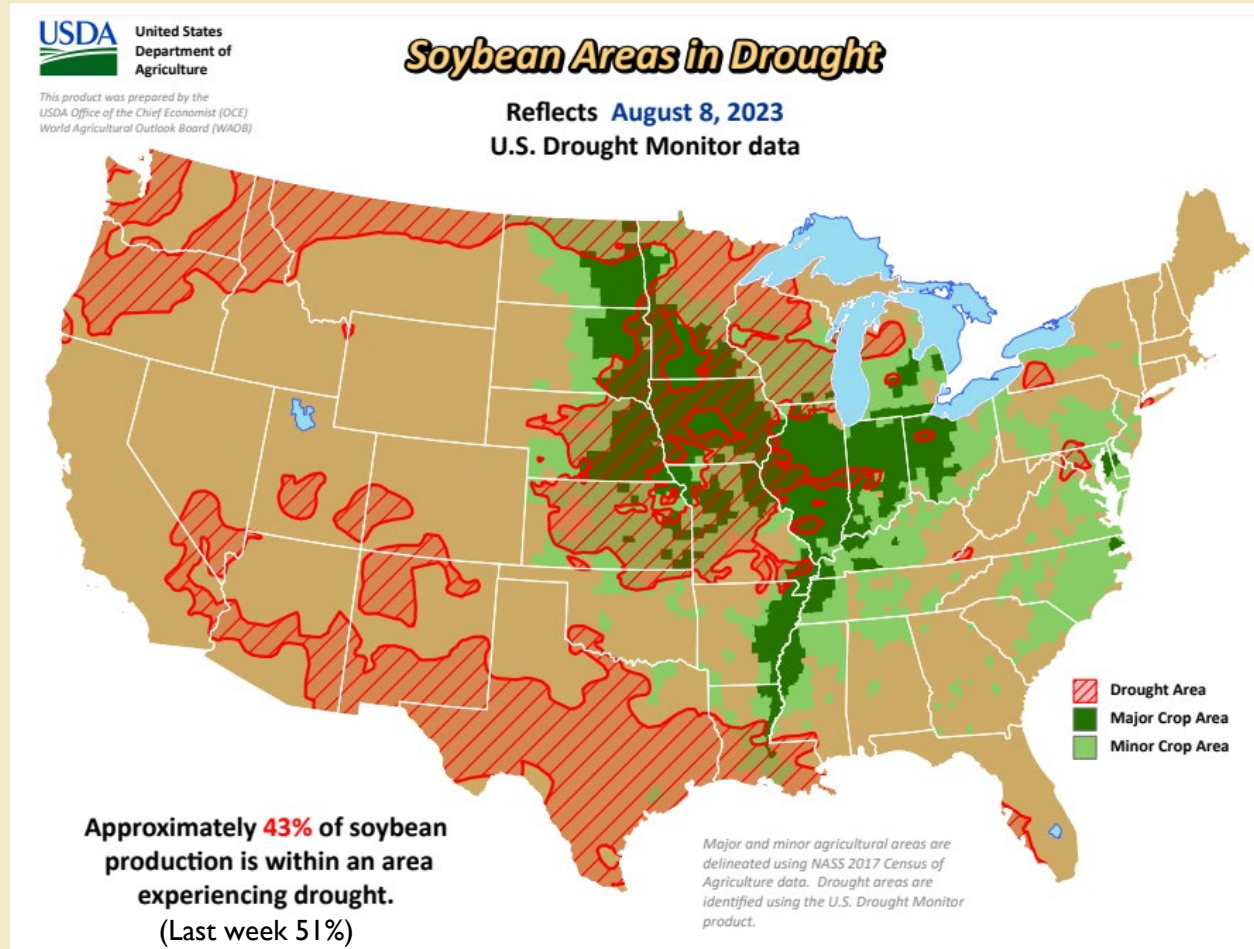 USDA
United States
Department of
Agriculture
This product was prepared by the
USDA Office of the Chief Economist (OCE)
World Agricultural Outlook Board (WAOB)
Soybean Areas in Drought
Reflects August 8, 2023
U.S. Drought Monitor data
Drought Area
Major Crop Area
Minor Crop Area
Approximately 43% of soybean
production is within an area
experiencing drought.
(Last week 51%)
Major and minor agricultural areas are
delineated using NASS 2017 Census of
Agriculture data. Drought areas are
identified using the U.S. Drought Monitor
product.